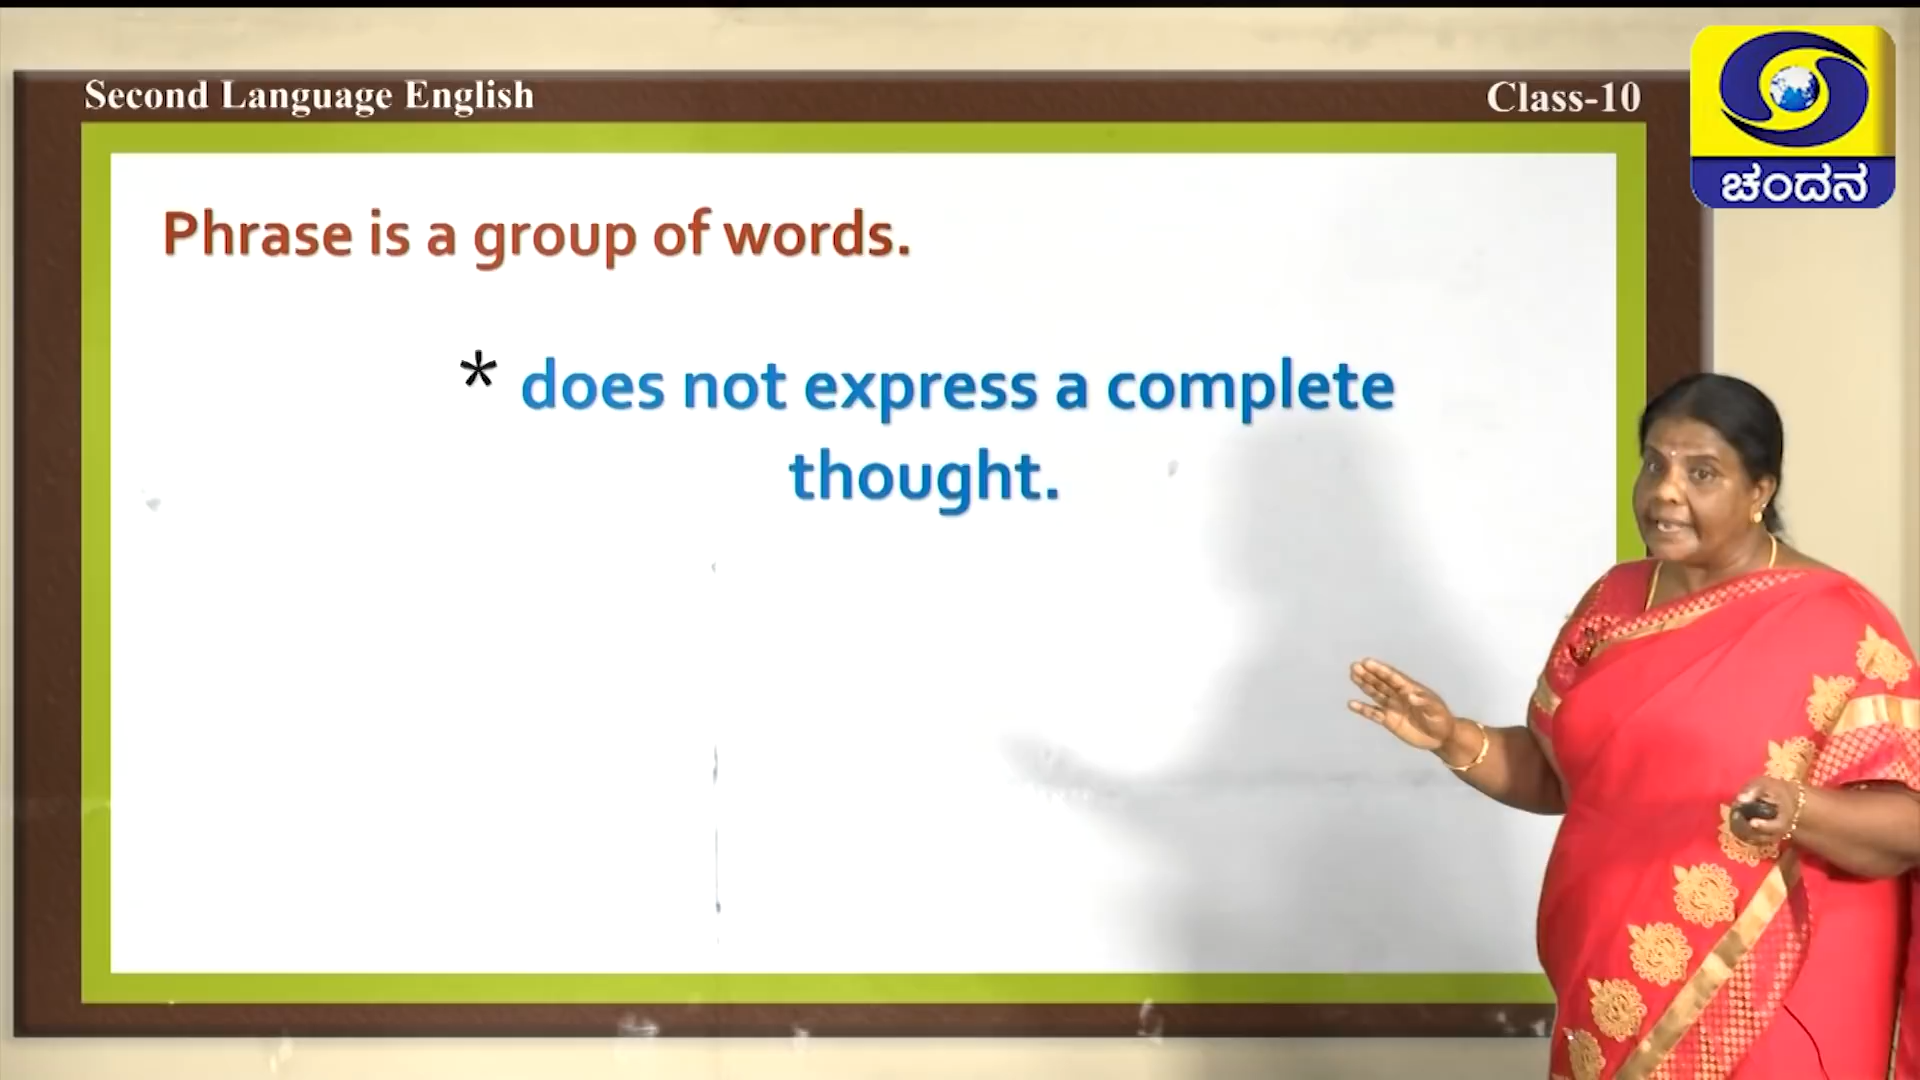 Second Language English
Class-10
ಚಂದನ
Phrase is a group of words.
* does not express a complete
thought.